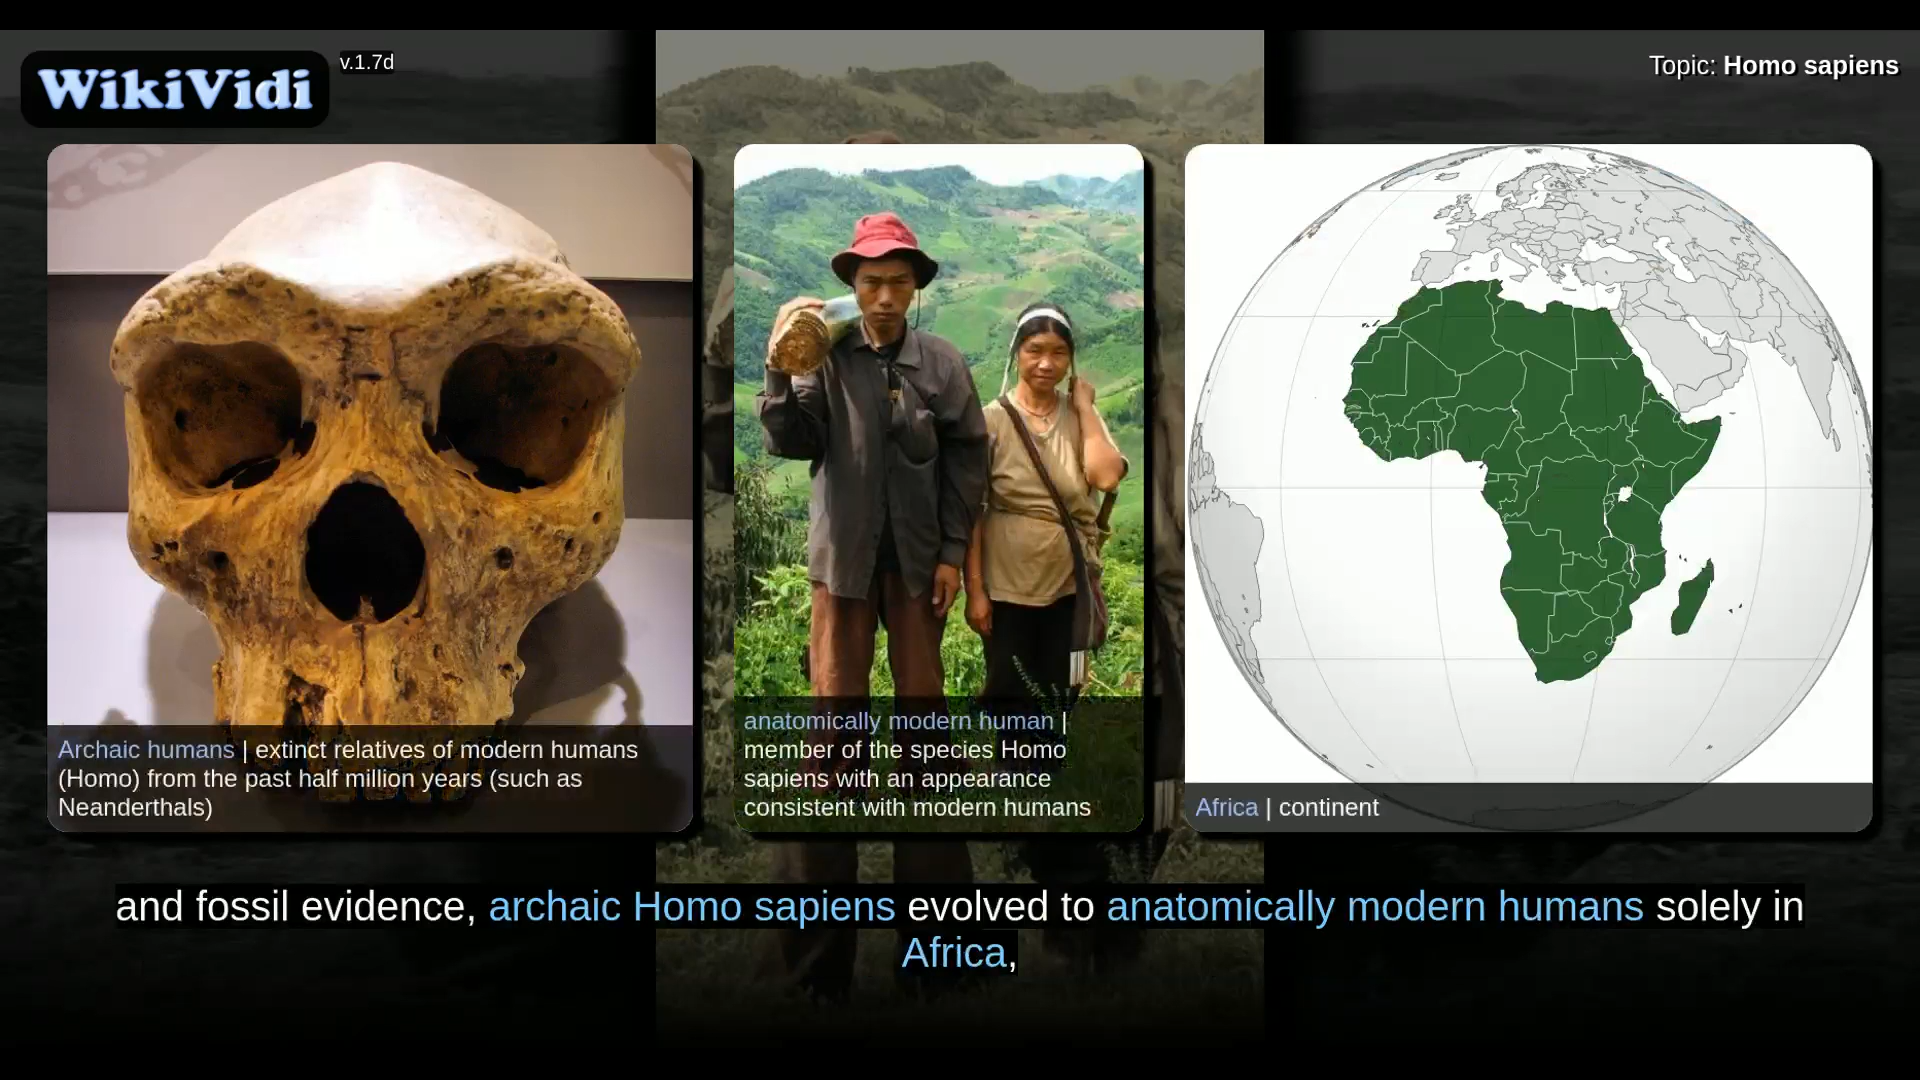 WikiVidi
v.1.7d
Topic: Homo sapiens
Archaic humans | extinct relatives of modern humans
(Homo) from the past half million years (such as
Neanderthals)
anatomically modern human |
member of the species Homo
sapiens with an appearance
consistent with modern humans
Africa | continent
and fossil evidence, archaic Homo sapiens evolved to anatomically modern humans solely in
Africa,